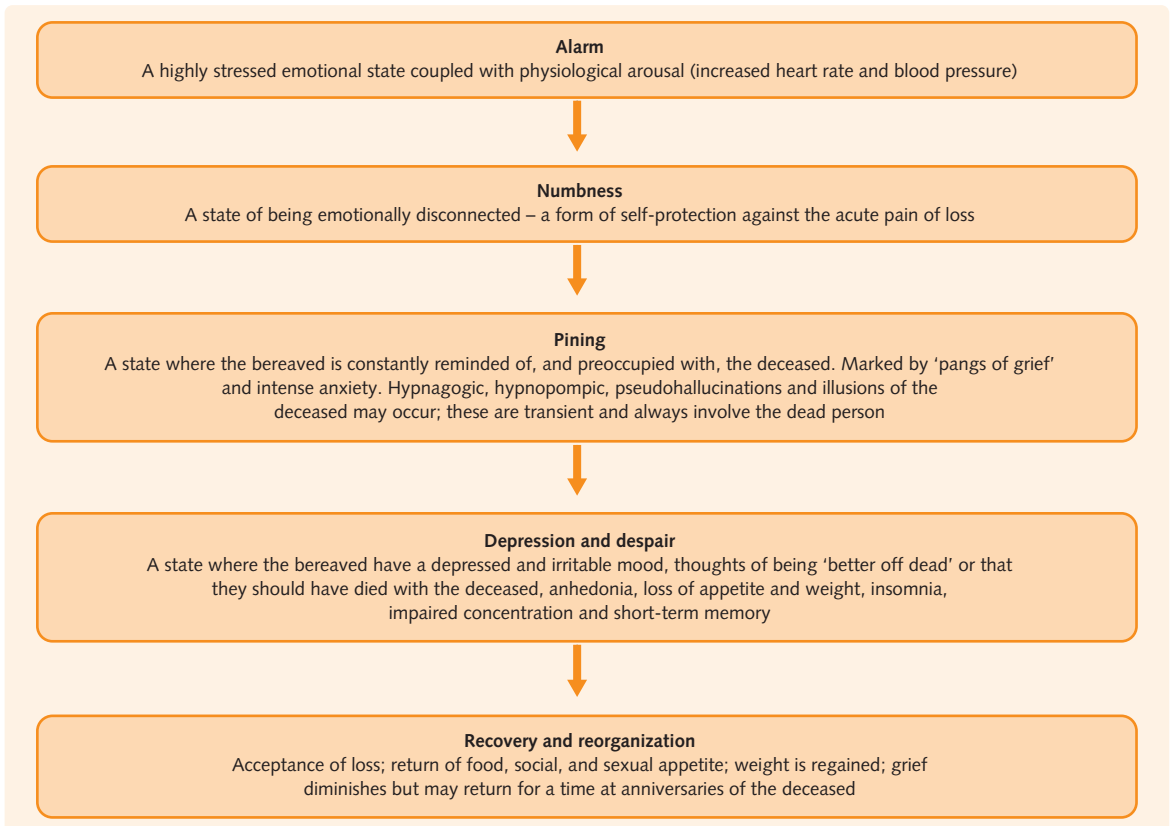 Alarm
A highly stressed emotional state coupled with physiological arousal (increased heart rate and blood pressure)
Numbness
A state of being emotionally disconnected – a form of self-protection against the acute pain of loss
Pining
A state where the bereaved is constantly reminded of, and preoccupied with, the deceased. Marked by ‘pangs of grief’
and intense anxiety. Hypnagogic, hypnopompic, pseudohallucinations and illusions of the
deceased may occur; these are transient and always involve the dead person
Depression and despair
A state where the bereaved have a depressed and irritable mood, thoughts of being ‘better off dead’ or that
they should have died with the deceased, anhedonia, loss of appetite and weight, insomnia,
impaired concentration and short-term memory
Recovery and reorganization
Acceptance of loss; return of food, social, and sexual appetite; weight is regained; grief
diminishes but may return for a time at anniversaries of the deceased